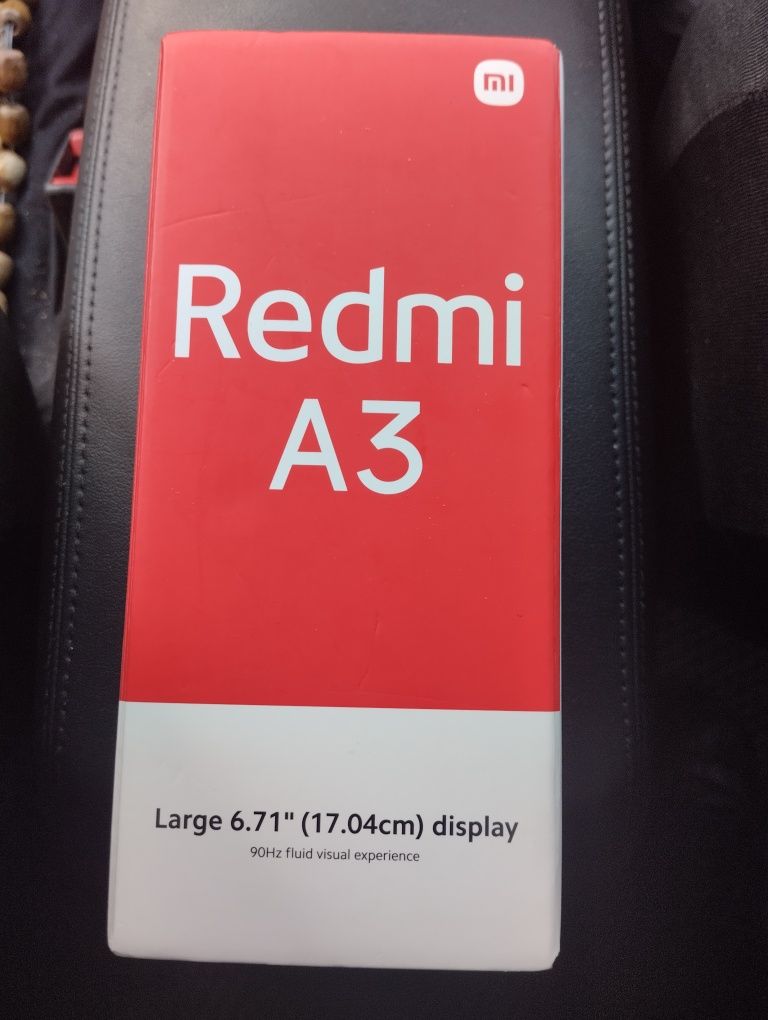 mi
Redmi
A3
Large 6.71" (17.04cm) display
90Hz fluid visual experience